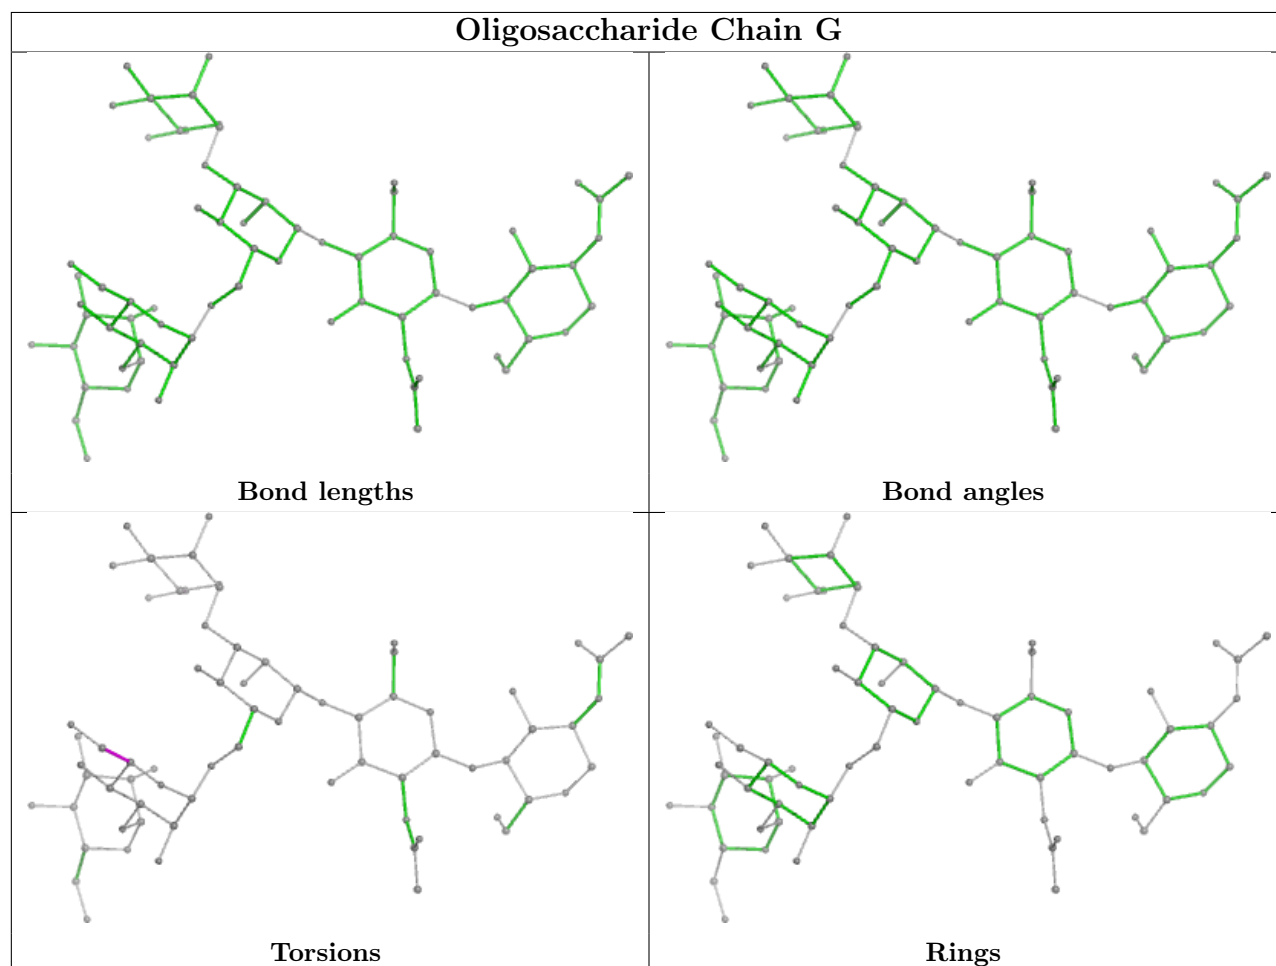 Oligosaccharide Chain G
Bond lengths
Bond angles
Torsions
Rings